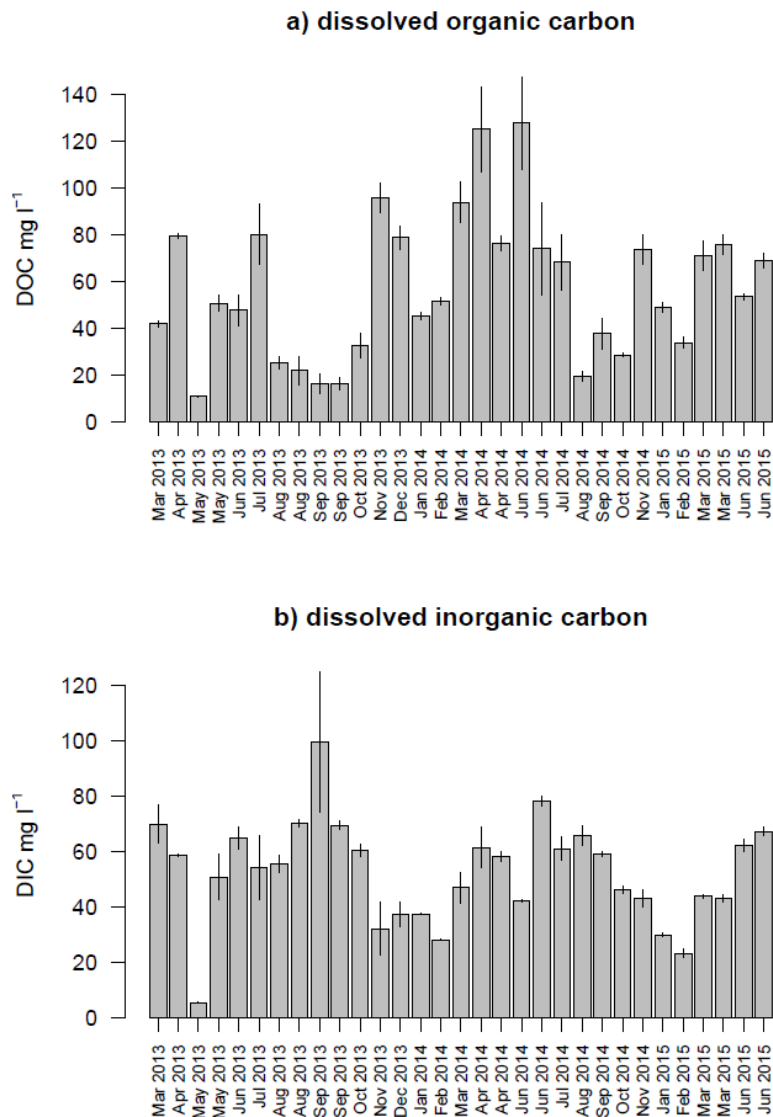 a) dissolved organic carbon
DOC mg l⁻¹
140
120
100
80
60
40
20
0
Mar 2013
Apr 2013
May 2013
May 2013
Jun 2013
Jul 2013
Aug 2013
Aug 2013
Sep 2013
Sep 2013
Oct 2013
Nov 2013
Dec 2013
Jan 2014
Feb 2014
Mar 2014
Apr 2014
Apr 2014
Jun 2014
Jun 2014
Jul 2014
Aug 2014
Sep 2014
Oct 2014
Nov 2014
Jan 2015
Feb 2015
Mar 2015
Mar 2015
Jun 2015
Jun 2015
b) dissolved inorganic carbon
DIC mg l⁻¹
120
100
80
60
40
20
0
Mar 2013
Apr 2013
May 2013
May 2013
Jun 2013
Jul 2013
Aug 2013
Aug 2013
Sep 2013
Sep 2013
Oct 2013
Nov 2013
Dec 2013
Jan 2014
Feb 2014
Mar 2014
Apr 2014
Apr 2014
Jun 2014
Jun 2014
Jul 2014
Aug 2014
Sep 2014
Oct 2014
Nov 2014
Jan 2015
Feb 2015
Mar 2015
Mar 2015
Jun 2015
Jun 2015